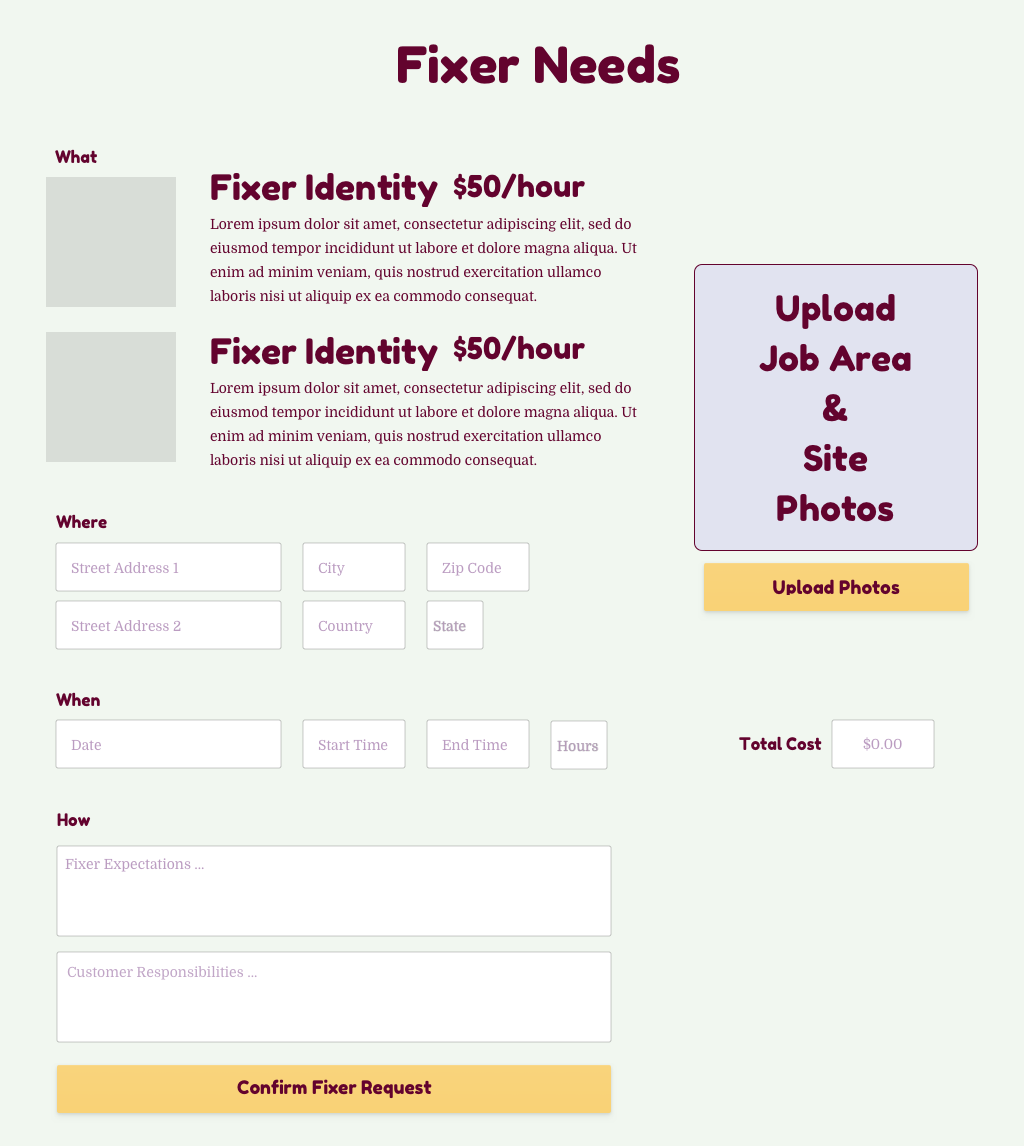 Fixer Needs
What
Fixer Identity $50/hour
Lorem ipsum dolor sit amet, consectetur adipiscing elit, sed do
eiusmod tempor incididunt ut labore et dolore magna aliqua. Ut
enim ad minim veniam, quis nostrud exercitation ullamco
laboris nisi ut aliquip ex ea commodo consequat.
Fixer Identity $50/hour
Lorem ipsum dolor sit amet, consectetur adipiscing elit, sed do
eiusmod tempor incididunt ut labore et dolore magna aliqua. Ut
enim ad minim veniam, quis nostrud exercitation ullamco
laboris nisi ut aliquip ex ea commodo consequat.
Upload
Job Area
&
Site
Photos
Upload Photos
Where
Street Address 1 City Zip Code
Street Address 2 Country State
When
Date Start Time End Time Hours
Total Cost $0.00
How
Fixer Expectations ...
Customer Responsibilities ...
Confirm Fixer Request